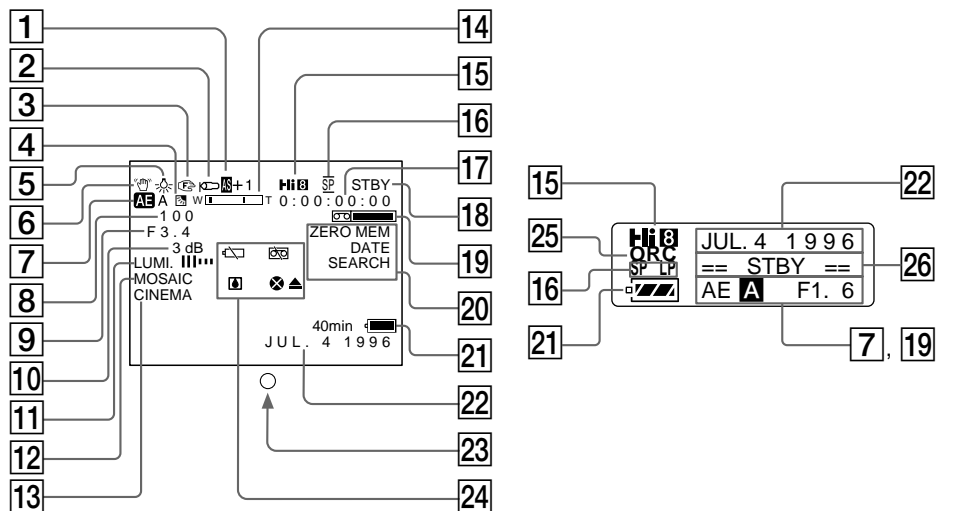 1
2
3
4
5
6
7
8
9
10
11
12
13
14
15
16
17
18
19
20
21
22
23
24
AS +1 Hi8 SP STBY
AE A W T 0:00:00:00
100
F3.4
3 dB
LUMI.
MOSAIC
CINEMA
ZERO MEM
DATE
SEARCH
40min
JUL. 4 1996
15
25
16
21
22
26
7, 19
Hi8
ORC
SP LP
JUL. 4 1996
== STBY ==
AE A F1. 6